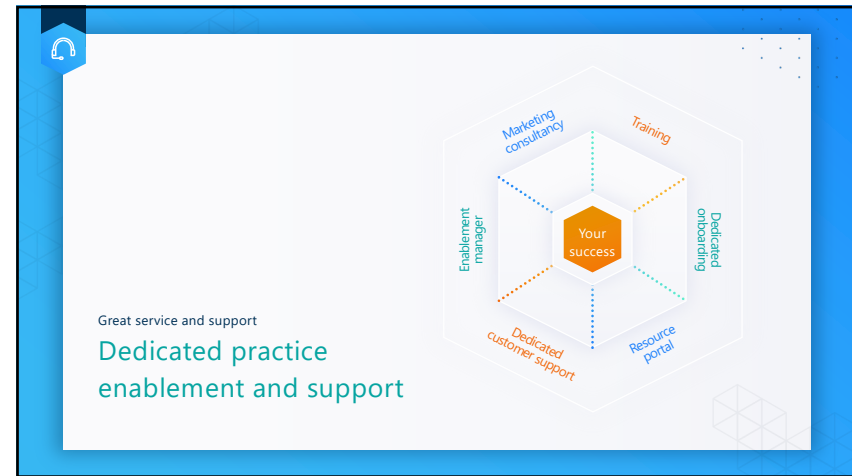 Marketing
consultancy
Training
Enablement
manager
Your
success
Dedicated
onboarding
Dedicated
customer support
Resource
portal
Great service and support
Dedicated practice
enablement and support